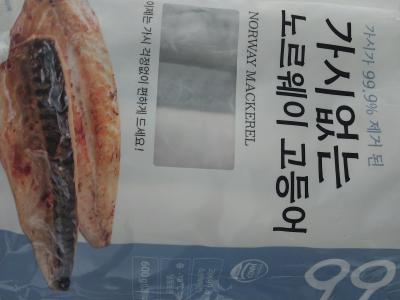 가시가 99.9% 제거 된
가시없는
노르웨이 고등어
NORWAY MACKEREL
이제는 가시 걱정없이 편하게 드세요!
99
600 g